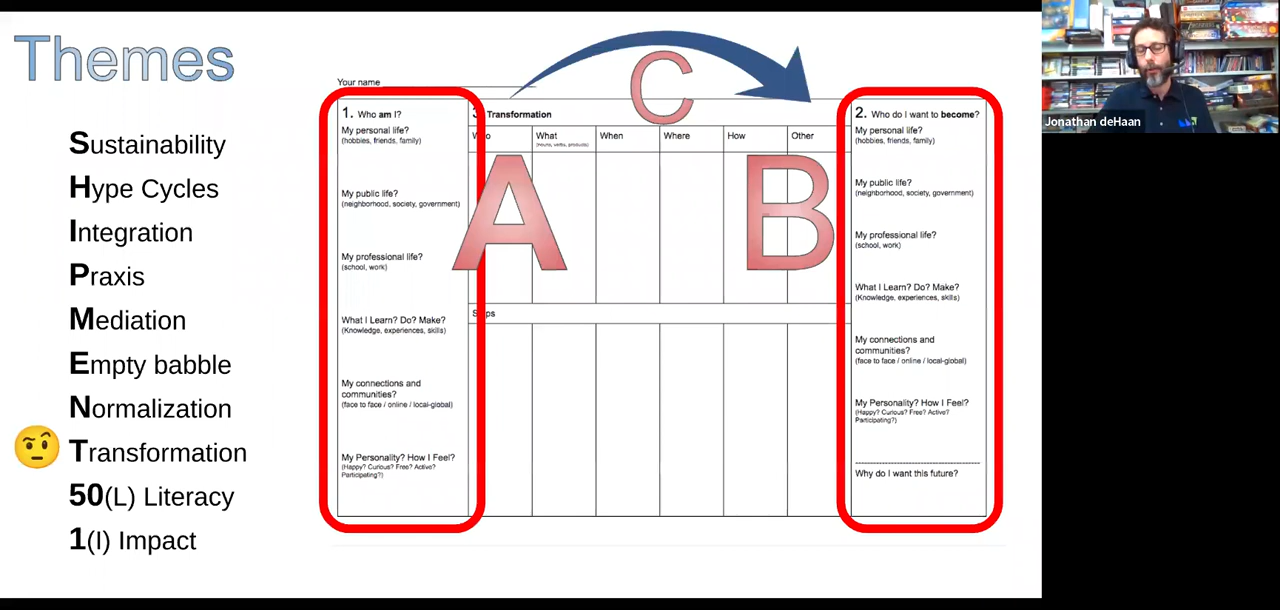 Themes
Sustainability
Hype Cycles
Integration
Praxis
Mediation
Empty babble
Normalization
Transformation
50(L) Literacy
1(I) Impact
Your name
1. Who am I?
My personal life?
(hobbies, friends, family)
My public life?
(neighborhood, society, government)
My professional life?
(school, work)
What I Learn? Do? Make?
(Knowledge, experiences, skills)
My connections and
communities?
(face to face / online / local-global)
My Personality? How I Feel?
(Happy? Curious? Free? Active?
Participating?)
A
C
B
3. Transformation
What
(nouns, verbs, products)
When
Where
How
Other
2. Who do I want to become?
My personal life?
(hobbies, friends, family)
My public life?
(neighborhood, society, government)
My professional life?
(school, work)
What I Learn? Do? Make?
(Knowledge, experiences, skills)
My connections and
communities?
(face to face / online / local-global)
My Personality? How I Feel?
(Happy? Curious? Free? Active?
Participating?)
Why do I want this future?
Jonathan deHaan